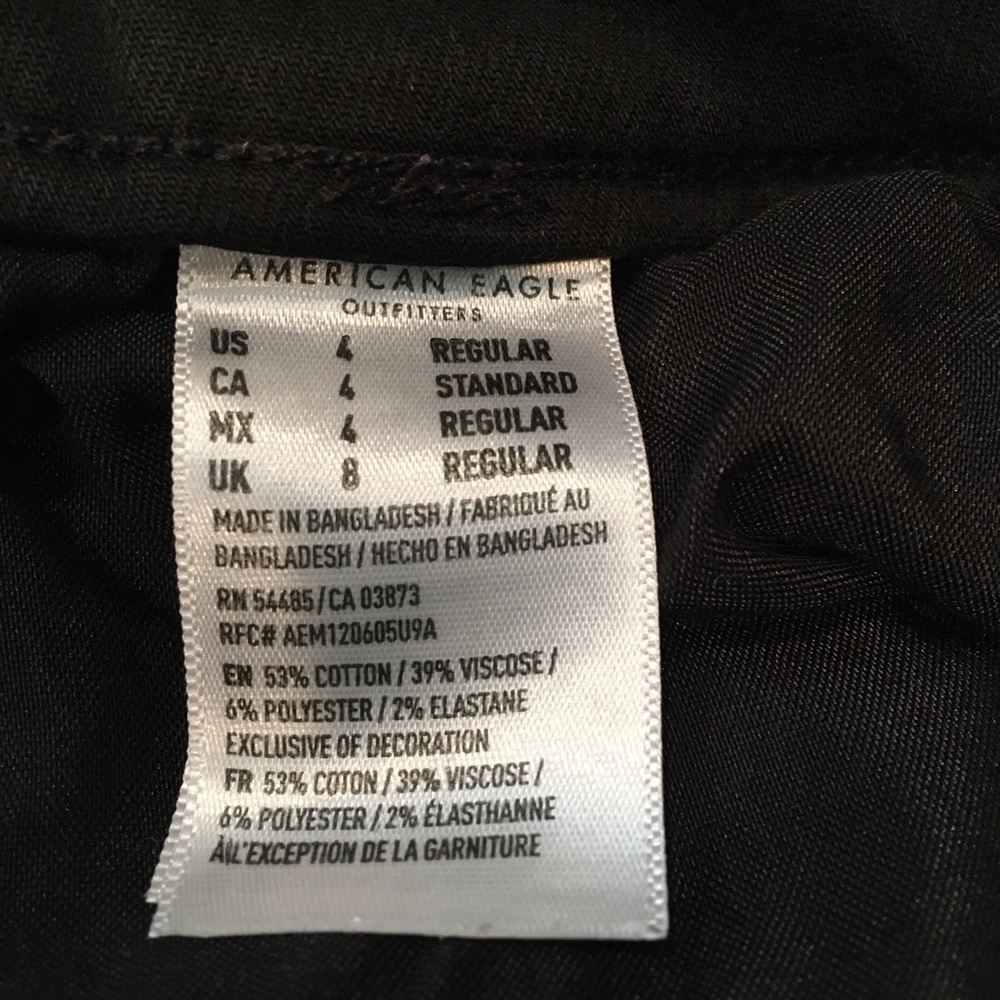 AMERICAN EAGLE
OUTFITTERS
US 4 REGULAR
CA 4 STANDARD
MX 4 REGULAR
UK 8 REGULAR
MADE IN BANGLADESH / FABRIQUÉ AU
BANGLADESH / HECHO EN BANGLADESH
RN 54485/CA 03873
RFC# AEM120605U9A
EN 53% COTTON / 39% VISCOSE /
6% POLYESTER / 2% ELASTANE
EXCLUSIVE OF DECORATION
FR 53% COTON / 39% VISCOSE /
6% POLYESTER / 2% ÉLASTHANNE
À L'EXCEPTION DE LA GARNITURE